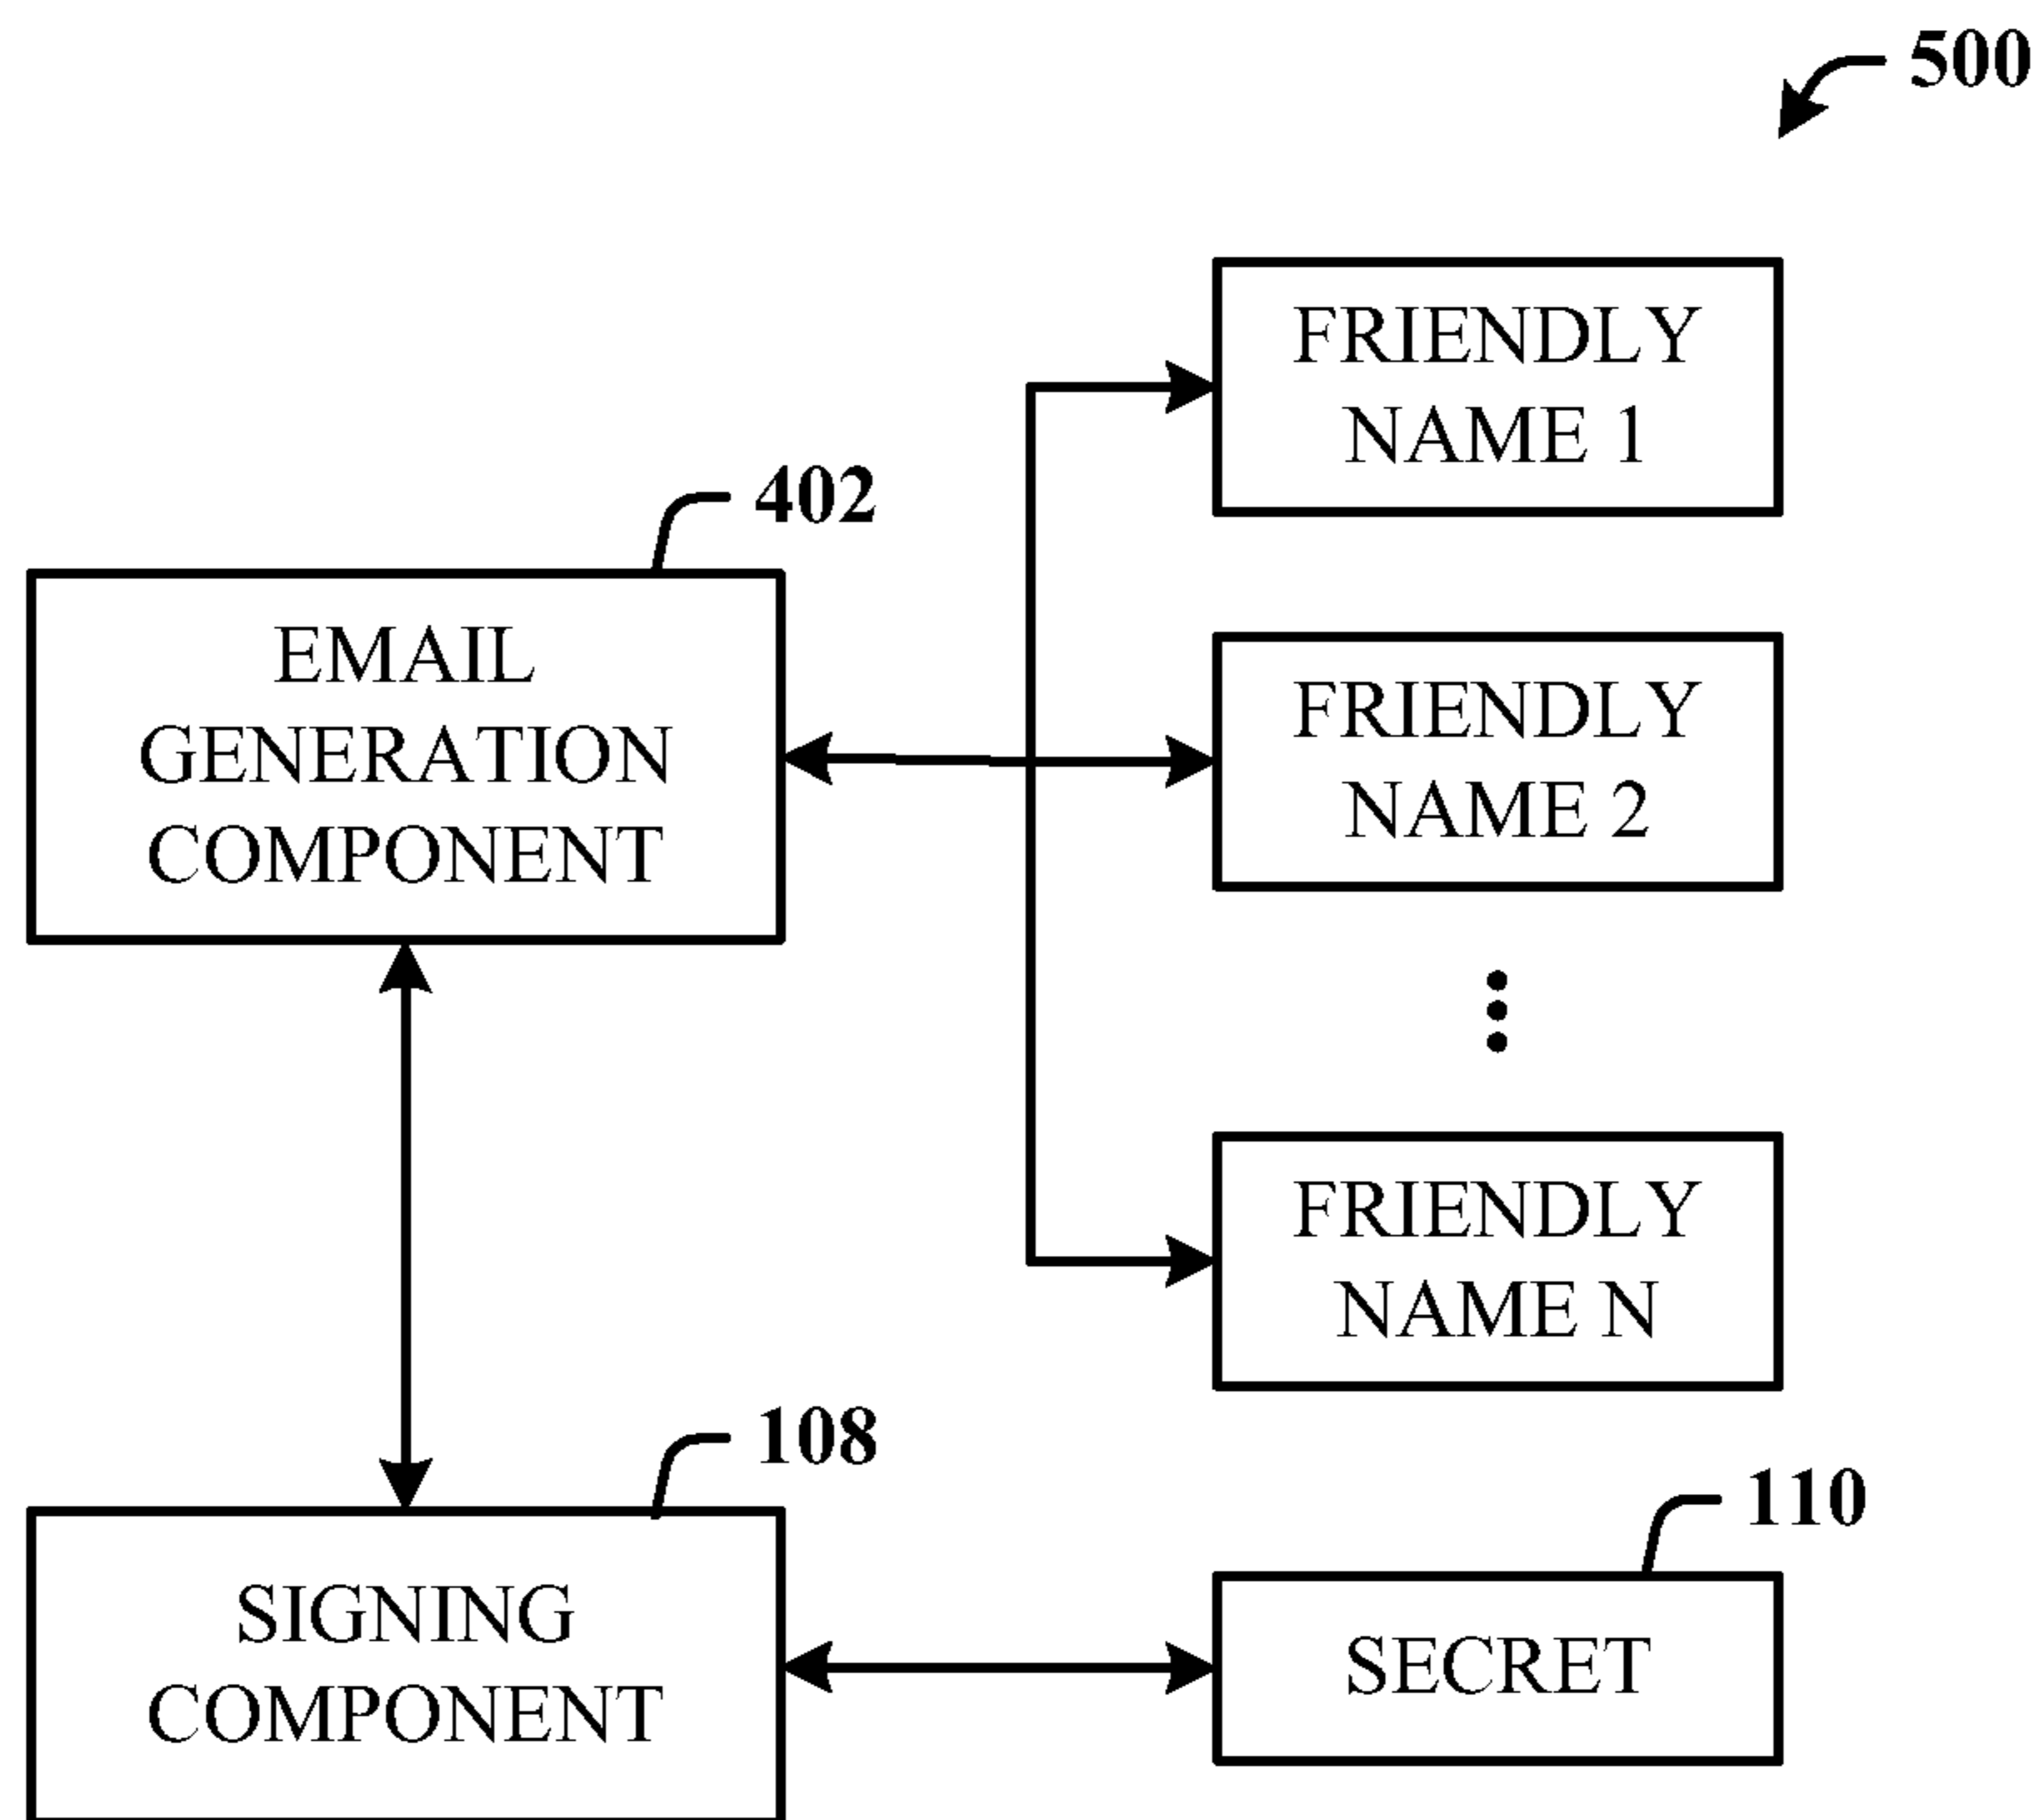 500
FRIENDLY
NAME 1
402
EMAIL
GENERATION
COMPONENT
FRIENDLY
NAME 2
FRIENDLY
NAME N
108
SIGNING
COMPONENT
110
SECRET